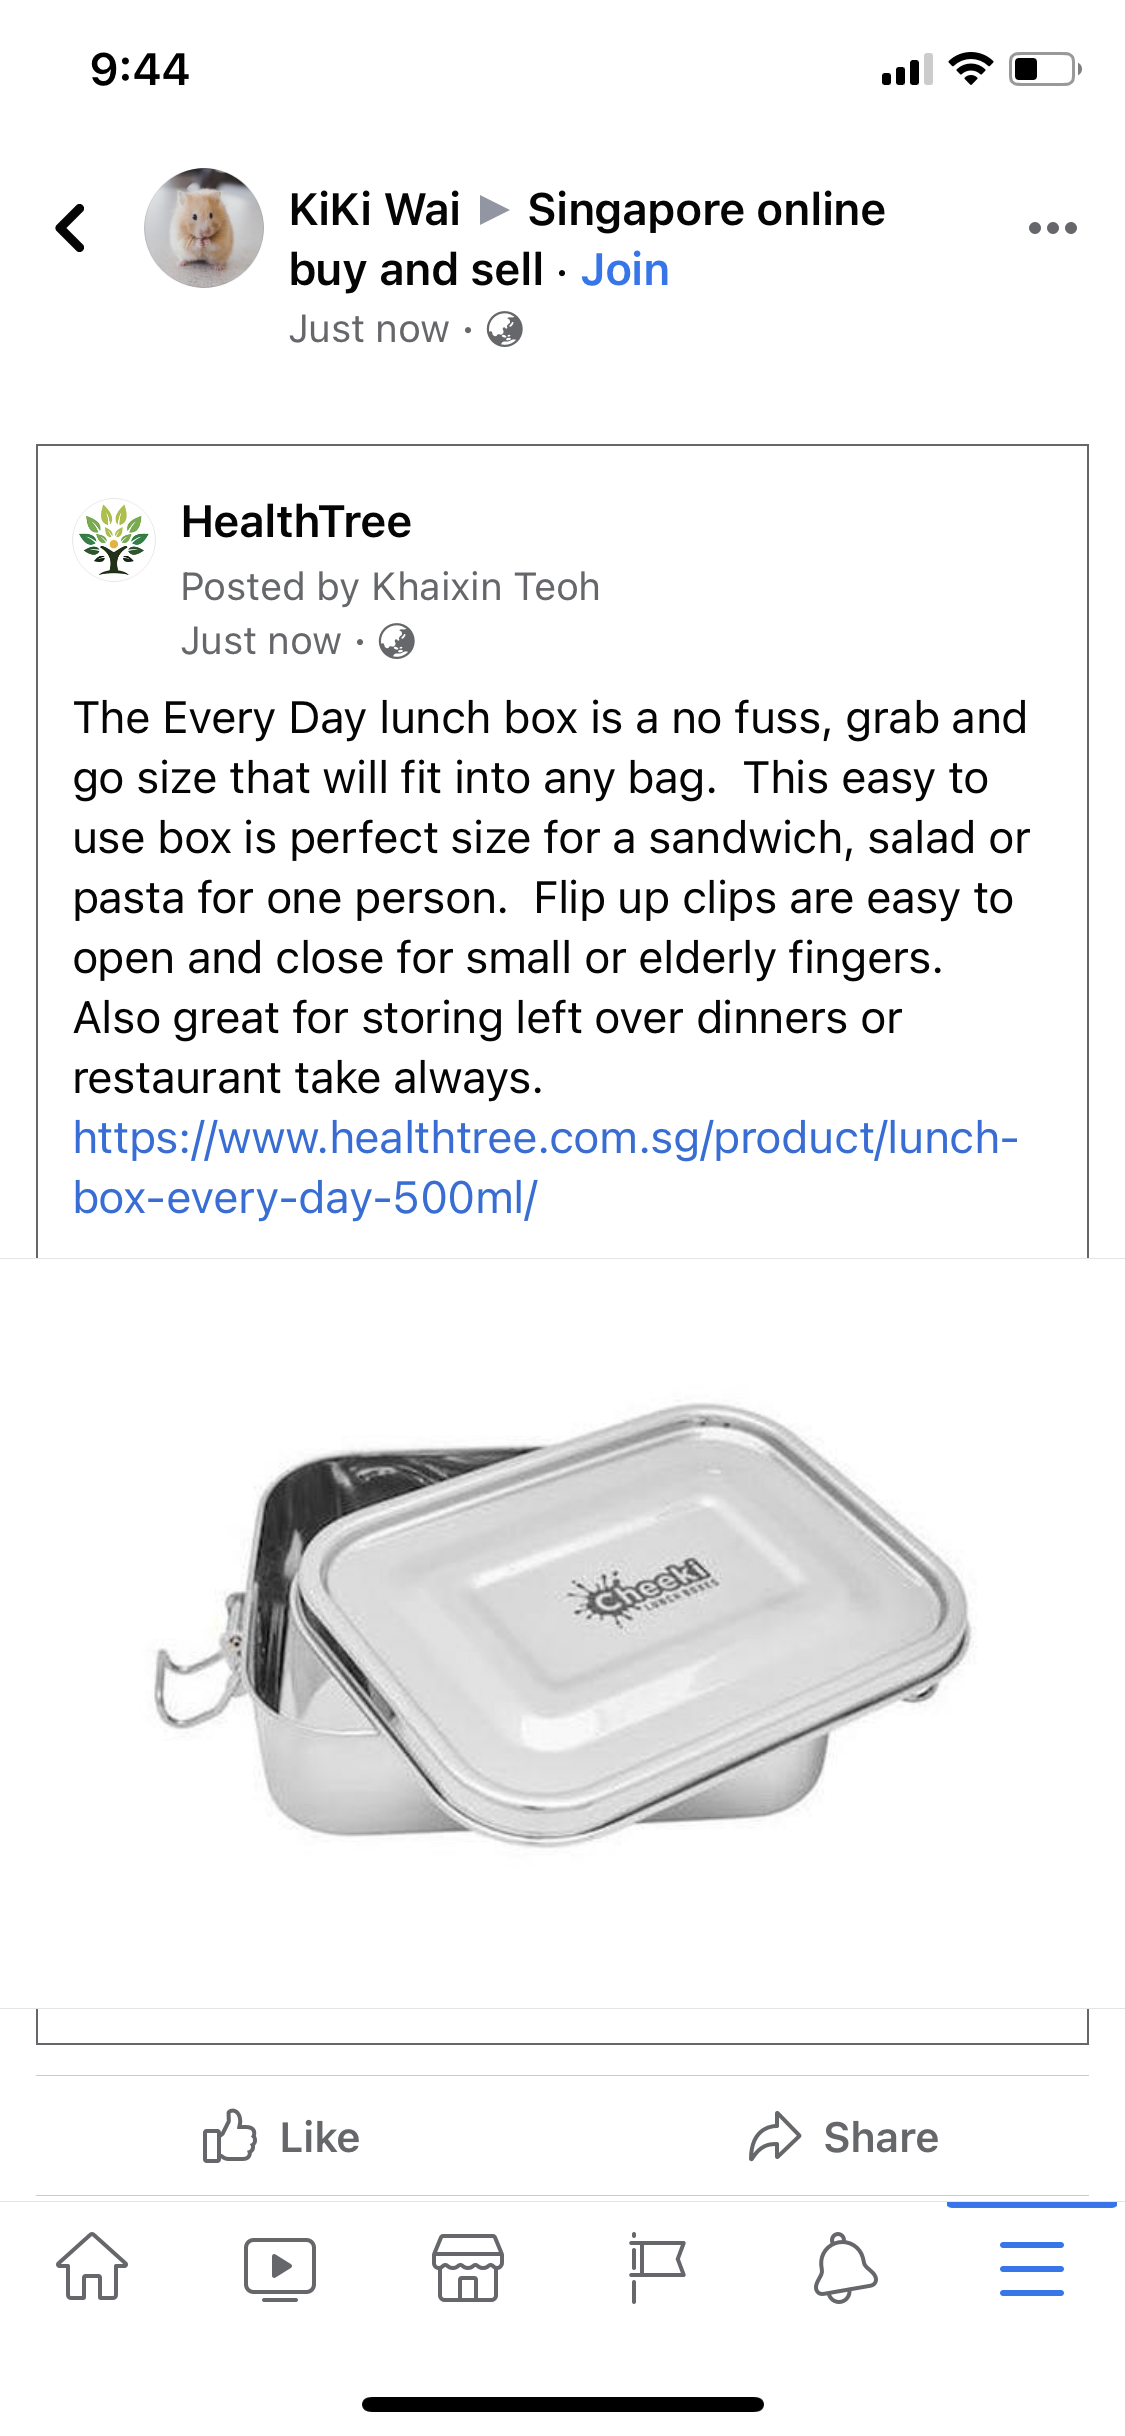 9:44
KiKi Wai ▶ Singapore online
buy and sell · Join
Just now ·
HealthTree
Posted by Khaixin Teoh
Just now ·
The Every Day lunch box is a no fuss, grab and
go size that will fit into any bag.  This easy to
use box is perfect size for a sandwich, salad or
pasta for one person.  Flip up clips are easy to
open and close for small or elderly fingers.
Also great for storing left over dinners or
restaurant take always.
https://www.healthtree.com.sg/product/lunch-
box-every-day-500ml/
Cheeki
LUNCH BOXES
Like
Share